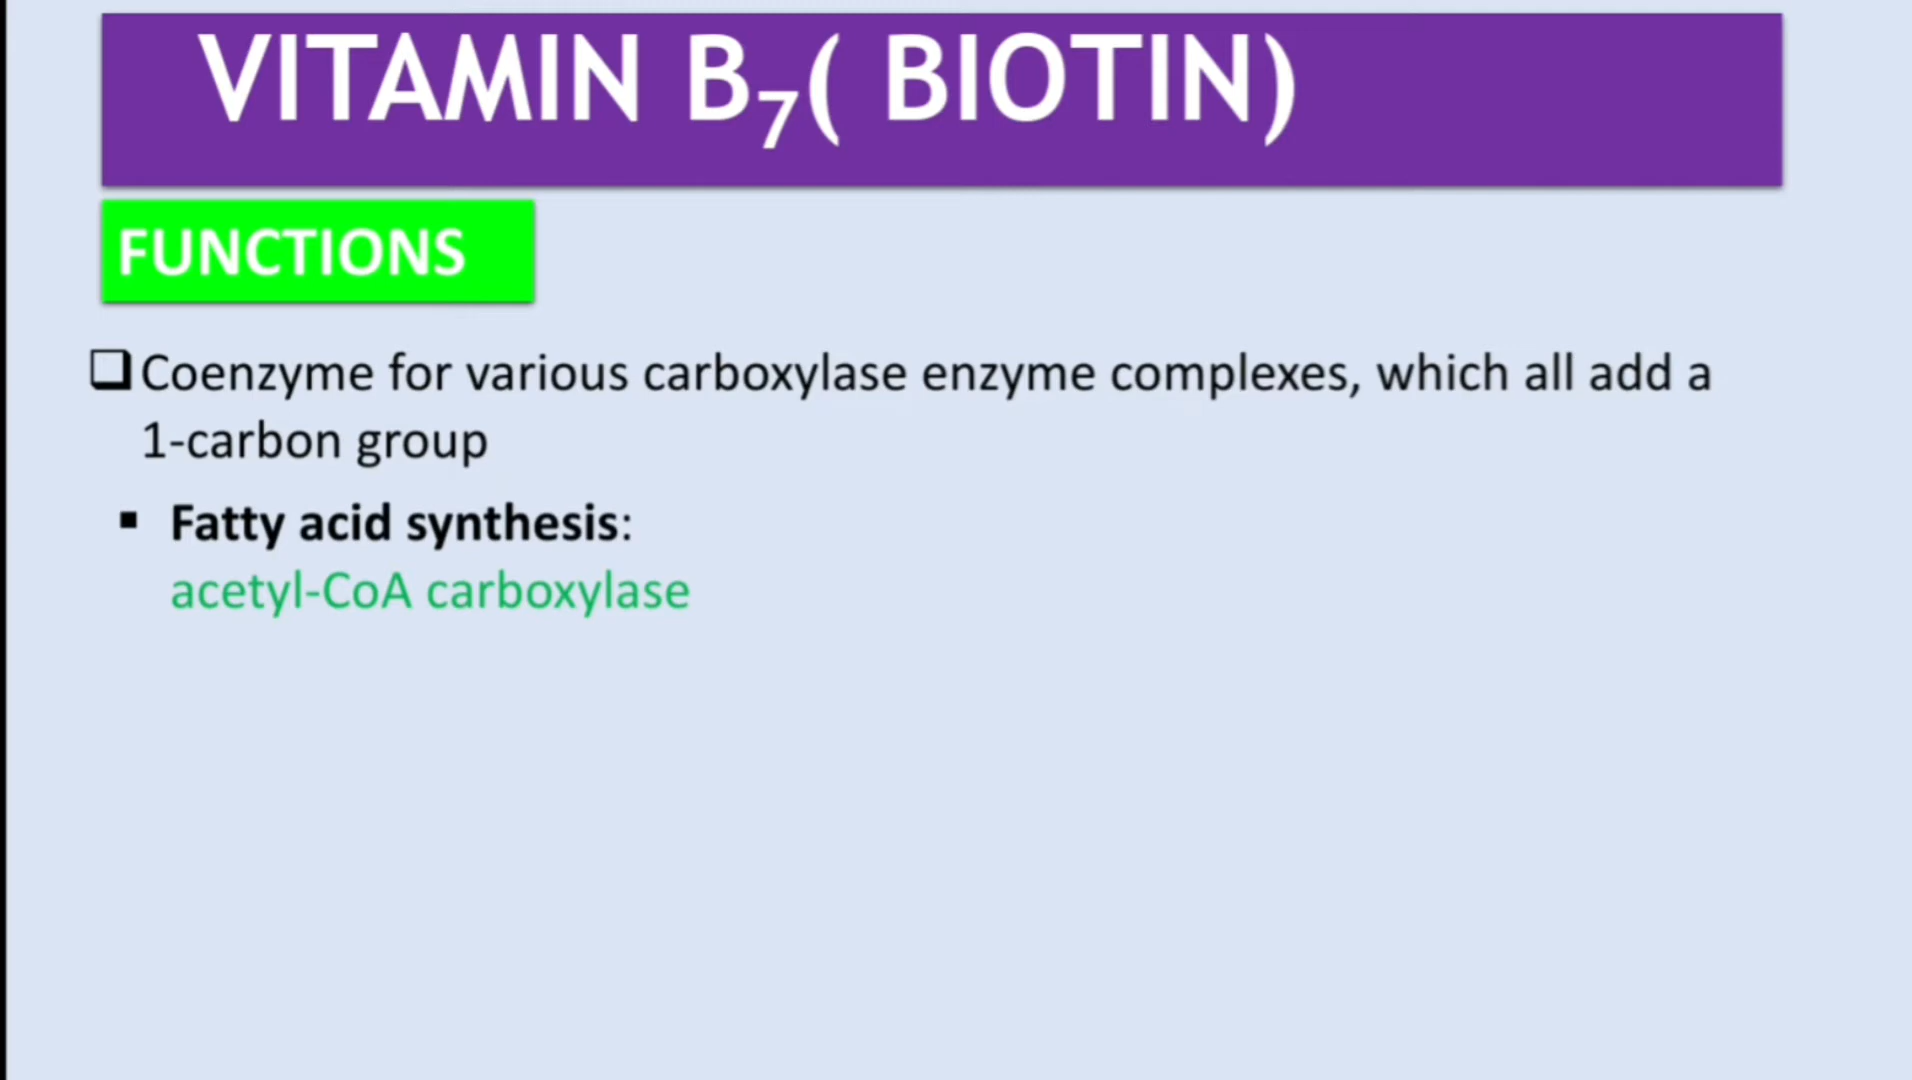 VITAMIN B₇( BIOTIN)
FUNCTIONS
❑Coenzyme for various carboxylase enzyme complexes, which all add a
1-carbon group
▪ Fatty acid synthesis:
acetyl-CoA carboxylase